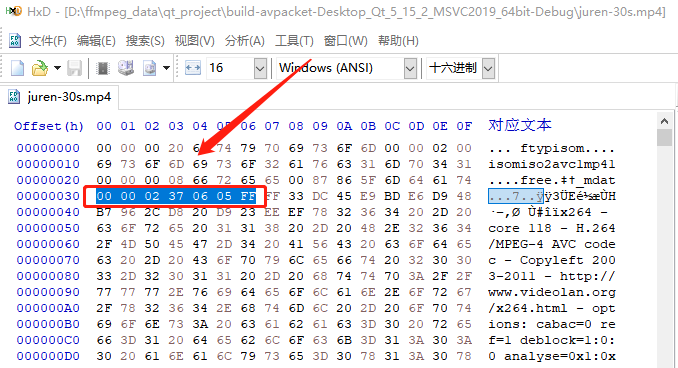 HxD - [D:\ffmpeg_data\qt_project\build-avpacket-Desktop_Qt_5_15_2_MSVC2019_64bit-Debug\juren-30s.mp4]
文件(F) 编辑(E) 搜索(S) 视图(V) 分析(A) 工具(T) 窗口(W) 帮助(H)
16 Windows (ANSI) 十六进制
juren-30s.mp4
Offset(h) 00 01 02 03 04 05 06 07 08 09 0A 0B 0C 0D 0E 0F 对应文本
00000000 00 00 00 20 66 74 79 70 69 73 6F 6D 00 00 02 00 ... ftypisom....
00000010 69 73 6F 6D 69 73 6F 32 61 76 63 31 6D 70 34 31 isomiso2avc1mp41
00000020 00 00 00 08 66 72 65 65 00 87 86 5F 6D 64 61 74 ....free.‡†_mdat
00000030 00 00 02 37 06 05 FF FF 33 DC 45 E9 BD E6 D9 48 ...7..ÿÿ3ÜEé½æÙH
00000040 B7 96 2C D8 20 D9 23 EE EF 78 32 36 34 20 2D 20 ·–,Ø Ù#îïx264 -
00000050 63 6F 72 65 20 31 31 38 20 2D 20 48 2E 32 36 34 core 118 - H.264
00000060 2F 4D 50 45 47 2D 34 20 41 56 43 20 63 6F 64 65 /MPEG-4 AVC code
00000070 63 20 2D 20 43 6F 70 79 6C 65 66 74 20 32 30 30 c - Copyleft 200
00000080 33 2D 32 30 31 31 20 2D 20 68 74 74 70 3A 2F 2F 3-2011 - http://
00000090 77 77 77 2E 76 69 64 65 6F 6C 61 6E 2E 6F 72 67 www.videolan.org
000000A0 2F 78 32 36 34 2E 68 74 6D 6C 20 2D 20 6F 70 74 /x264.html - opt
000000B0 69 6F 6E 73 3A 20 63 61 62 61 63 3D 30 20 72 65 ions: cabac=0 re
000000C0 66 3D 31 20 64 65 62 6C 6F 63 6B 3D 31 3A 30 3A f=1 deblock=1:0:
000000D0 30 20 61 6E 61 6C 79 73 65 3D 30 78 31 3A 30 78 0 analyse=0x1:0x